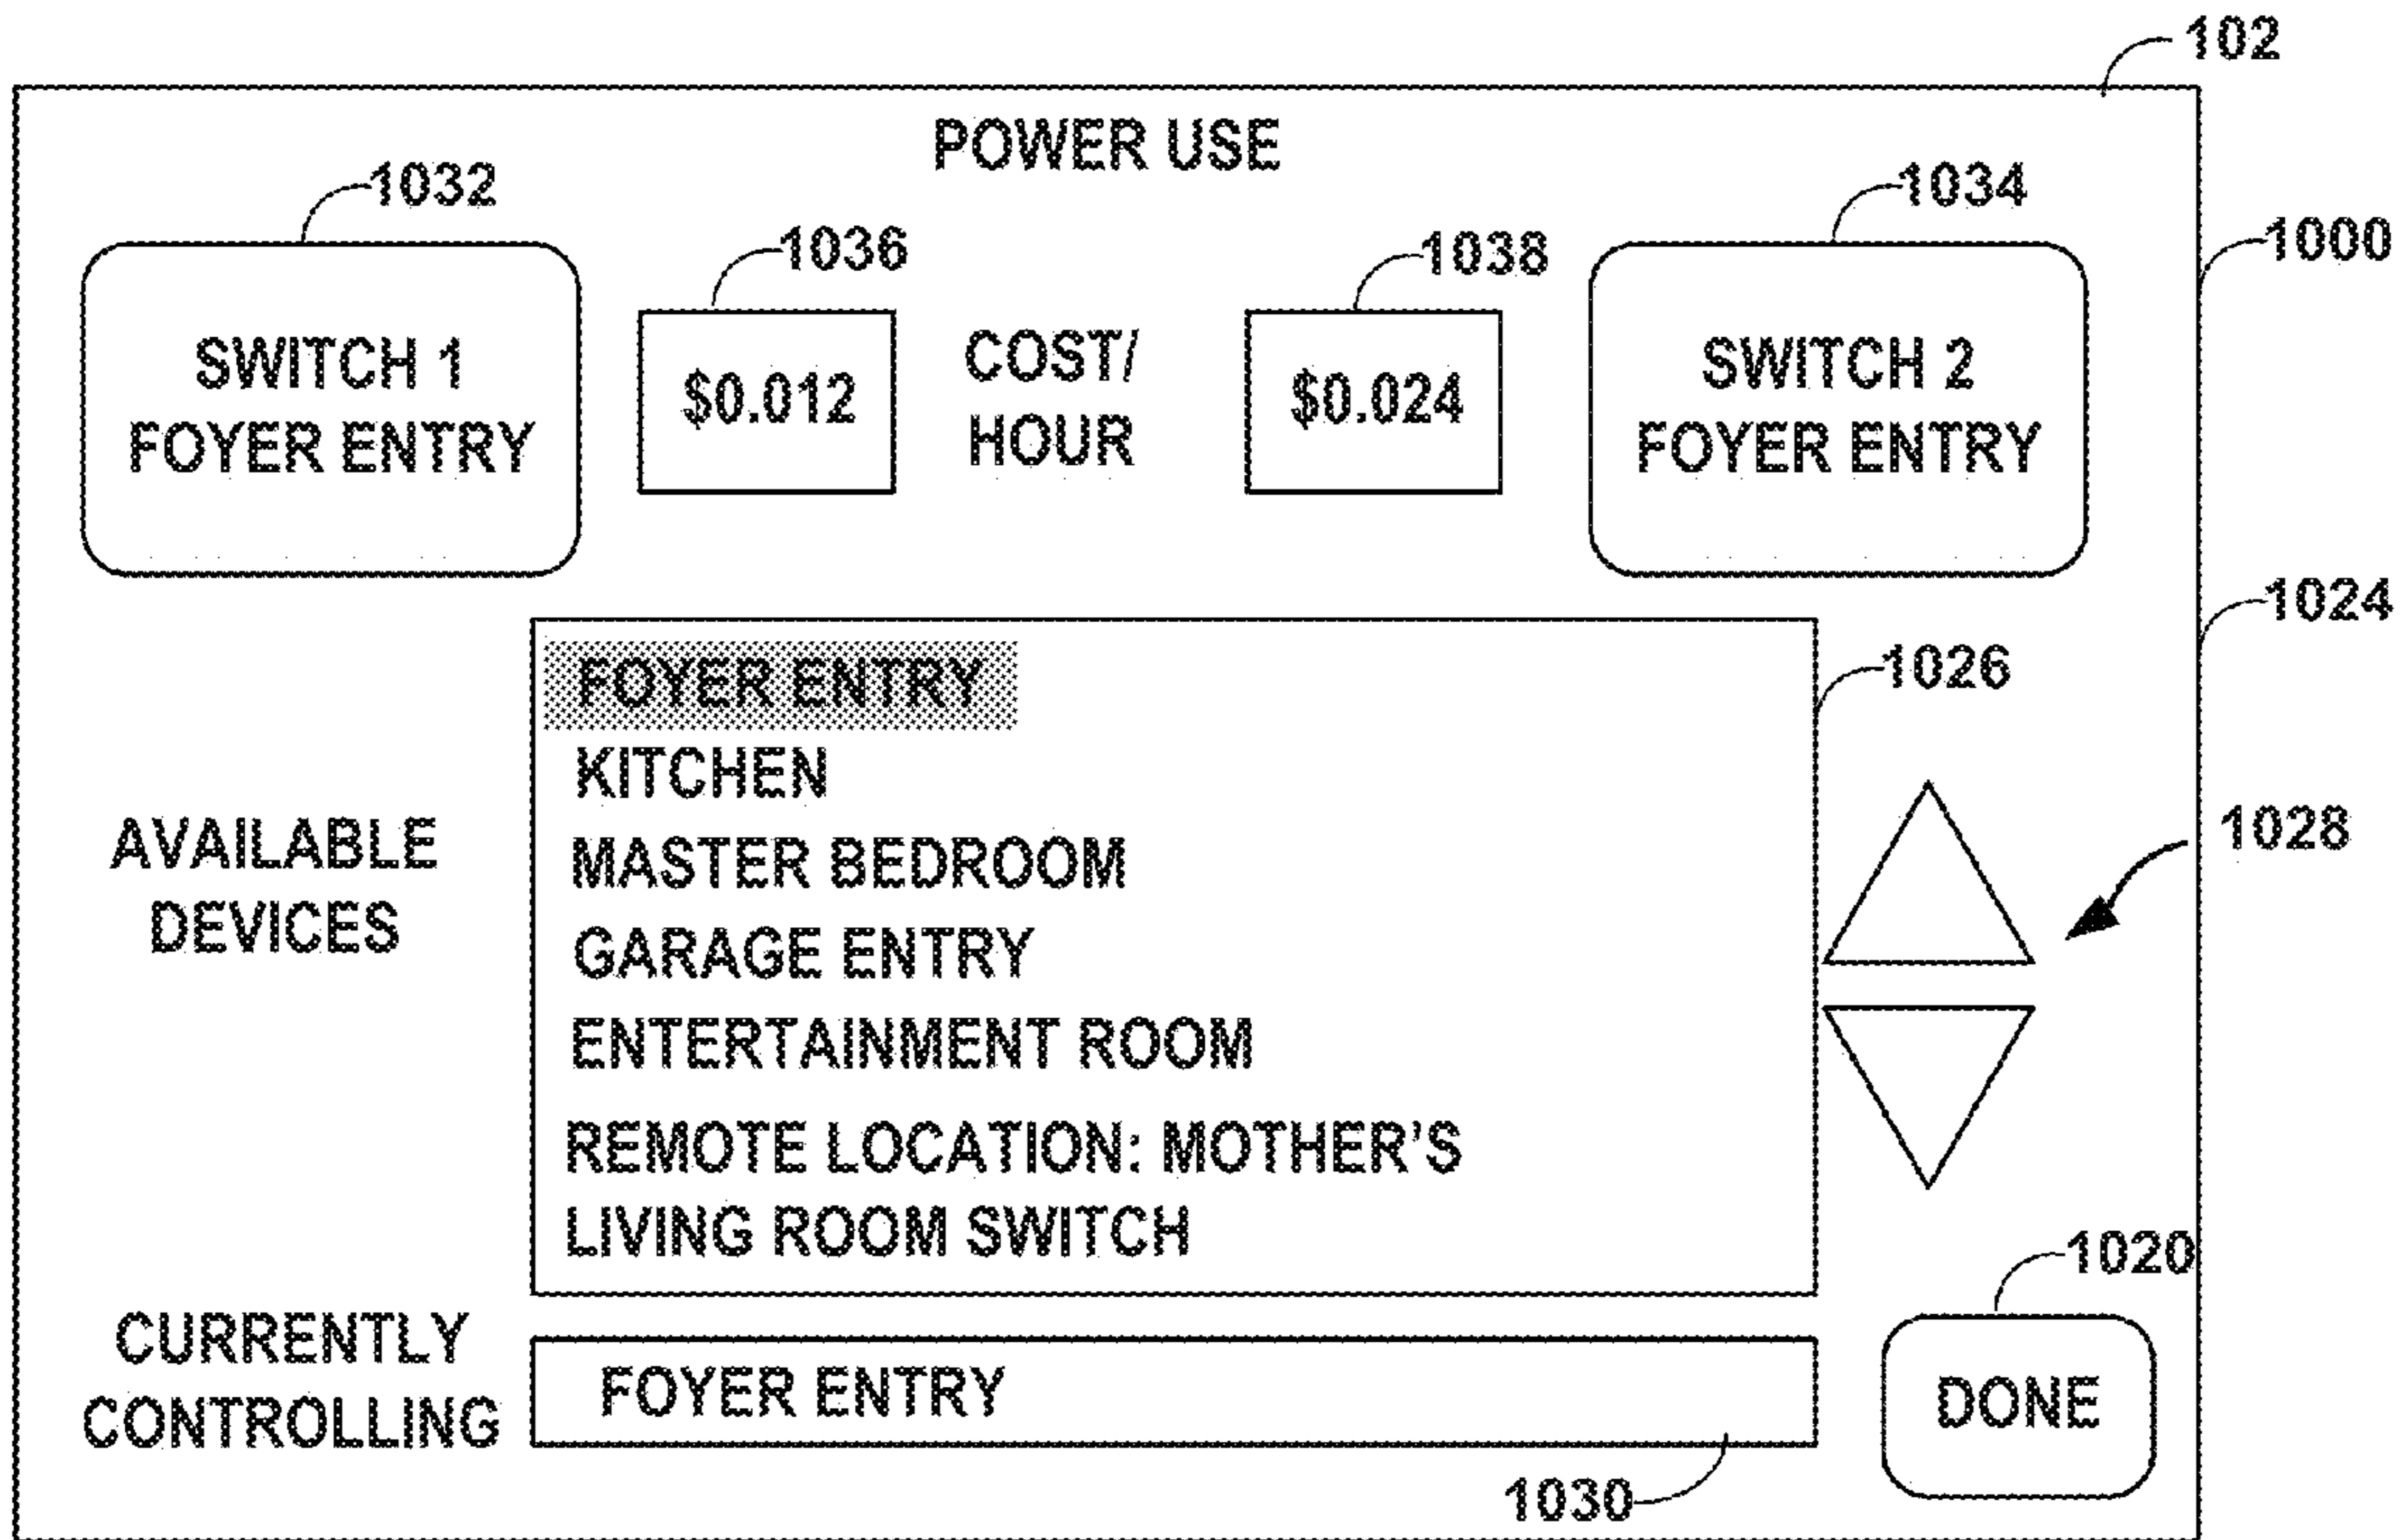 102
POWER USE
1032
1034
1036
1038
1000
SWITCH 1
FOYER ENTRY
$0.012
COST/
HOUR
$0.024
SWITCH 2
FOYER ENTRY
1024
FOYER ENTRY
1026
KITCHEN
MASTER BEDROOM
GARAGE ENTRY
ENTERTAINMENT ROOM
REMOTE LOCATION: MOTHER'S
LIVING ROOM SWITCH
AVAILABLE
DEVICES
1028
1020
CURRENTLY
CONTROLLING
FOYER ENTRY
DONE
1030